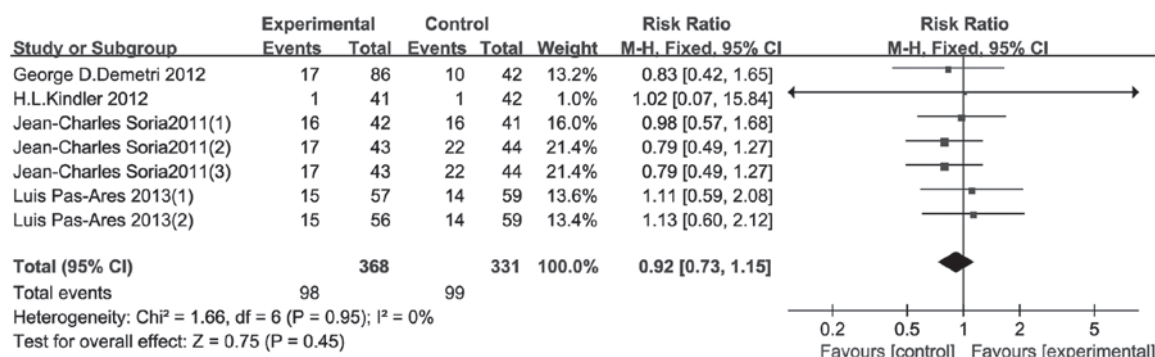 Experimental Control Risk Ratio Risk Ratio
Study or Subgroup Events Total Events Total Weight M-H, Fixed, 95% CI M-H, Fixed, 95% CI
George D.Demetri 2012 17 86 10 42 13.2% 0.83 [0.42, 1.65]
H.L.Kindler 2012 1 41 1 42 1.0% 1.02 [0.07, 15.84]
Jean-Charles Soria2011(1) 16 42 16 41 16.0% 0.98 [0.57, 1.68]
Jean-Charles Soria2011(2) 17 43 22 44 21.4% 0.79 [0.49, 1.27]
Jean-Charles Soria2011(3) 17 43 22 44 21.4% 0.79 [0.49, 1.27]
Luis Pas-Ares 2013(1) 15 57 14 59 13.6% 1.11 [0.59, 2.08]
Luis Pas-Ares 2013(2) 15 56 14 59 13.4% 1.13 [0.60, 2.12]
Total (95% CI) 368 331 100.0% 0.92 [0.73, 1.15]
Total events 98 99
Heterogeneity: Chi² = 1.66, df = 6 (P = 0.95); I² = 0%
Test for overall effect: Z = 0.75 (P = 0.45)
0.2 0.5 1 2 5
Favours [control] Favours [experimental]